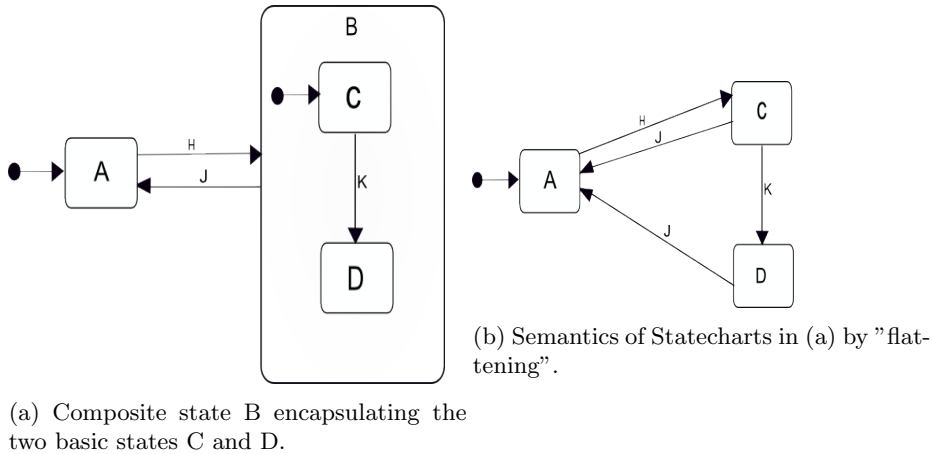 B
C
H
A
J
K
D
(a) Composite state B encapsulating the
two basic states C and D.
C
H
J
A
K
J
D
(b) Semantics of Statecharts in (a) by ”flat-
tening”.